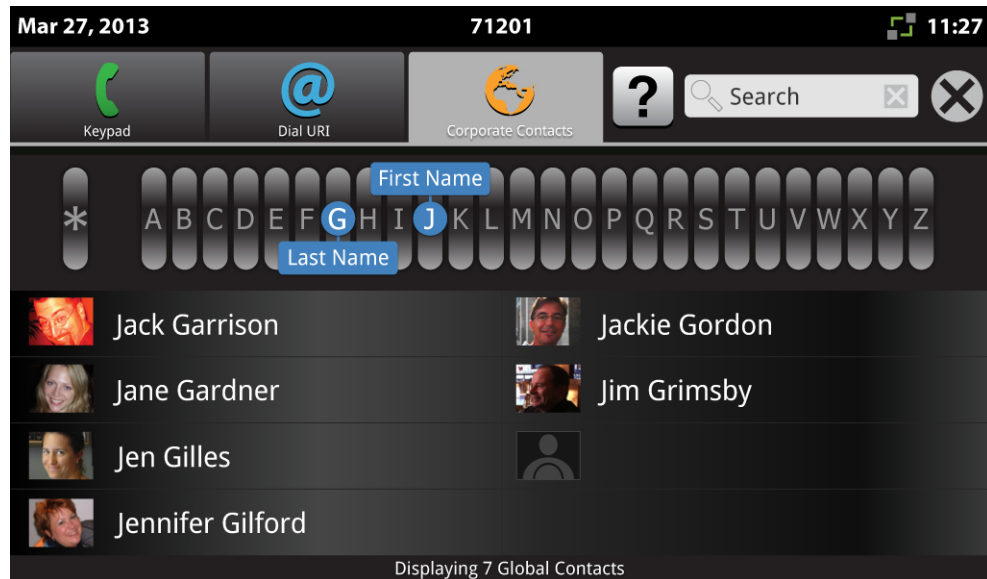 Mar 27, 2013 71201 11:27
Keypad
Dial URI
Corporate Contacts
?
Search
First Name
* A B C D E F G H I J K L M N O P Q R S T U V W X Y Z
Last Name
Jack Garrison
Jackie Gordon
Jane Gardner
Jim Grimsby
Jen Gilles
Jennifer Gilford
Displaying 7 Global Contacts